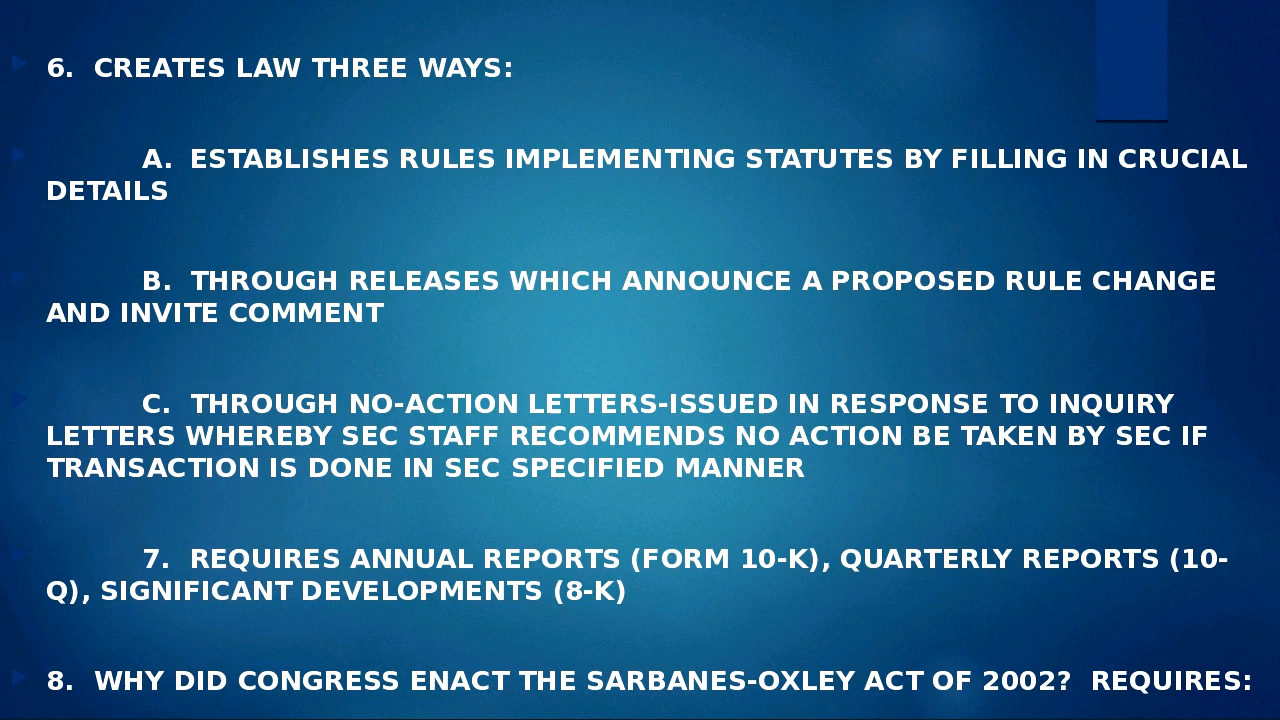 6. CREATES LAW THREE WAYS:
A. ESTABLISHES RULES IMPLEMENTING STATUTES BY FILLING IN CRUCIAL
DETAILS
B. THROUGH RELEASES WHICH ANNOUNCE A PROPOSED RULE CHANGE
AND INVITE COMMENT
C. THROUGH NO-ACTION LETTERS-ISSUED IN RESPONSE TO INQUIRY
LETTERS WHEREBY SEC STAFF RECOMMENDS NO ACTION BE TAKEN BY SEC IF
TRANSACTION IS DONE IN SEC SPECIFIED MANNER
7. REQUIRES ANNUAL REPORTS (FORM 10-K), QUARTERLY REPORTS (10-
Q), SIGNIFICANT DEVELOPMENTS (8-K)
8. WHY DID CONGRESS ENACT THE SARBANES-OXLEY ACT OF 2002? REQUIRES: